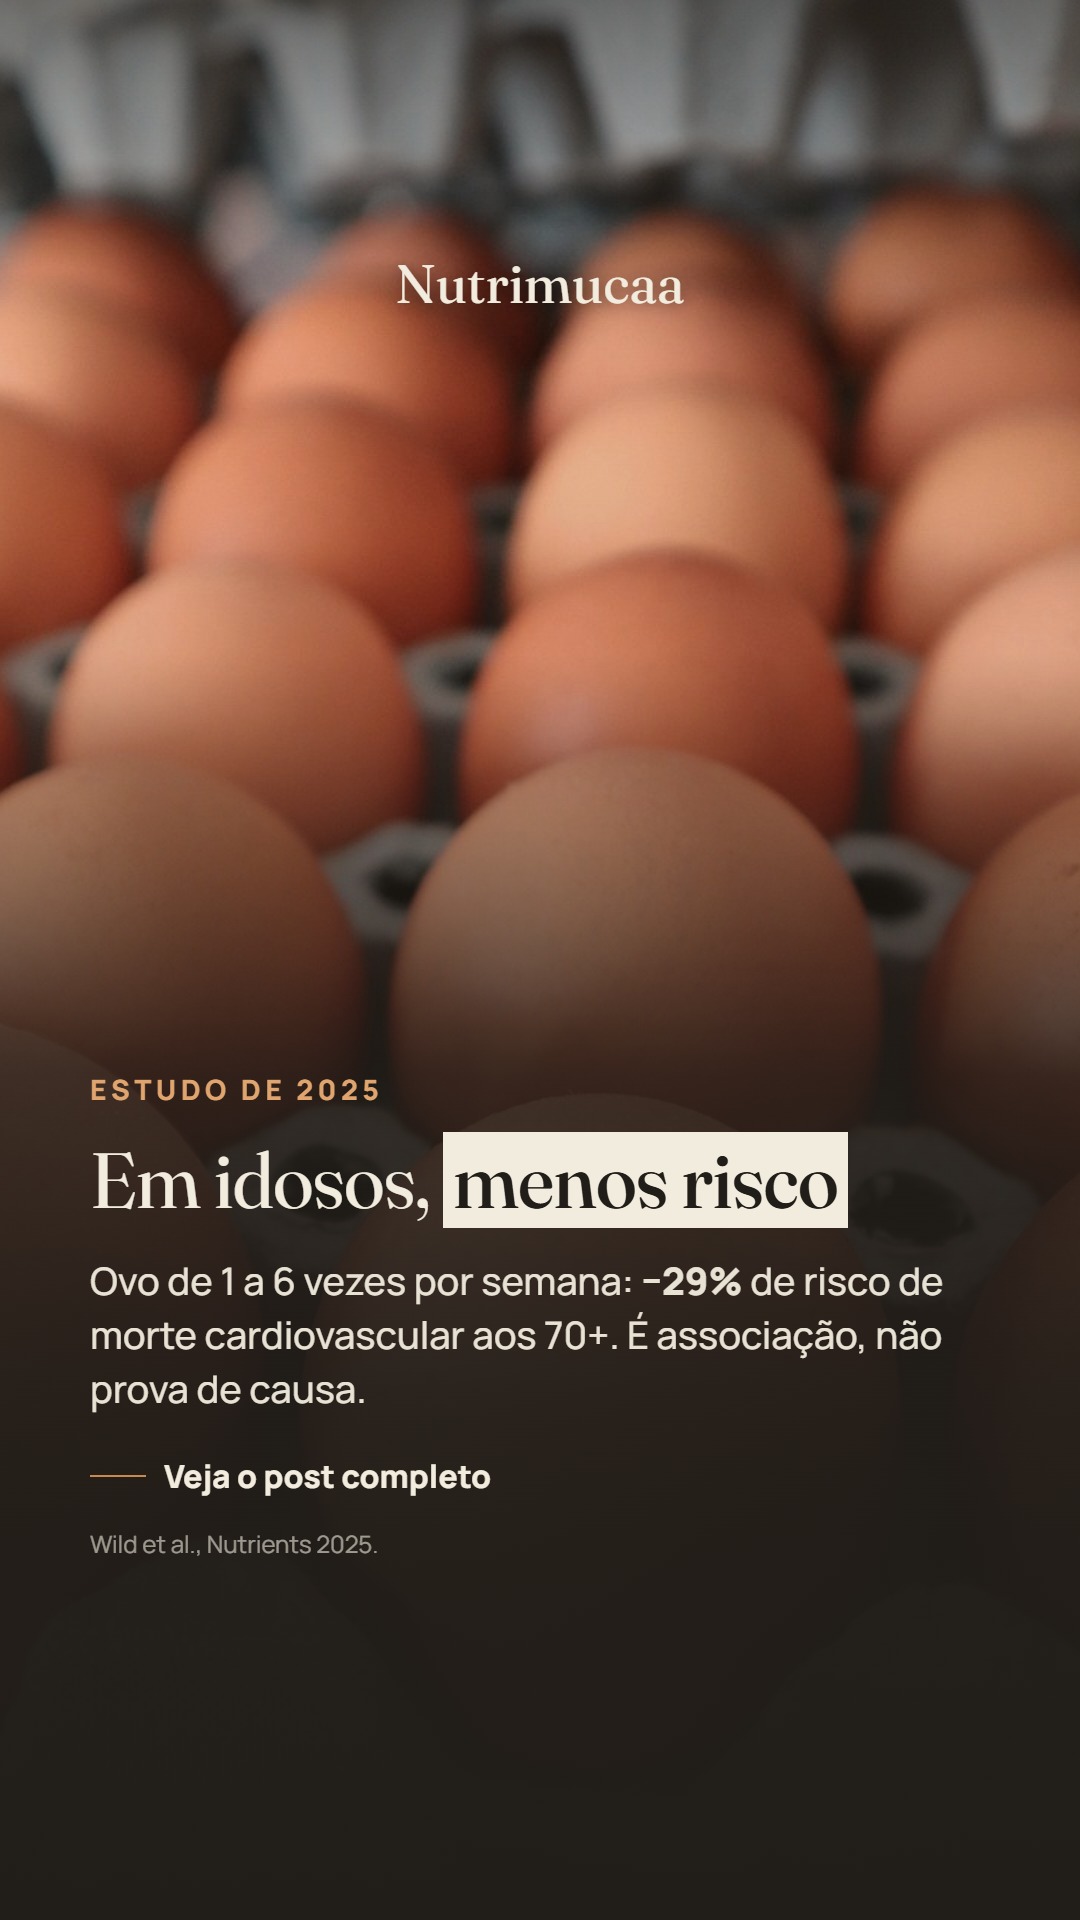 Nutrimucaa
ESTUDO DE 2025
Em idosos, menos risco
Ovo de 1 a 6 vezes por semana: −29% de risco de
morte cardiovascular aos 70+. É associação, não
prova de causa.
Veja o post completo
Wild et al., Nutrients 2025.